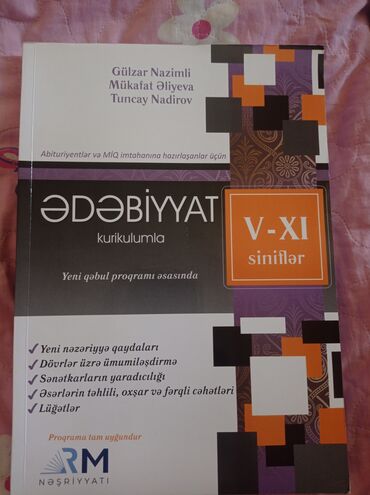 Gülzar Nazimli
Mükafat Əliyeva
Tuncay Nadirov
Abituriyentlər və MİQ imtahanına hazırlaşanlar üçün
ƏDƏBİYYAT
kurikulumla
V - XI
siniflər
Yeni qəbul proqramı əsasında
Yeni nəzəriyyə qaydaları
Dövrlər üzrə ümumiləşdirmə
Sənətkarların yaradıcılığı
Əsərlərin təhlili, oxşar və fərqli cəhətləri
Lüğətlər
Proqrama tam uyğundur
RM
NƏŞRİYYATI